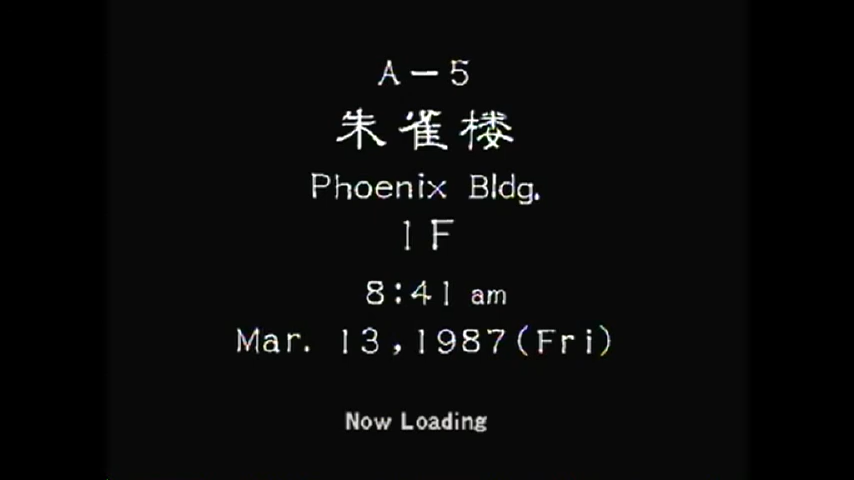 A-5
朱雀楼
Phoenix Bldg.
1F
8:41 am
Mar. 13,1987(Fri)
Now Loading